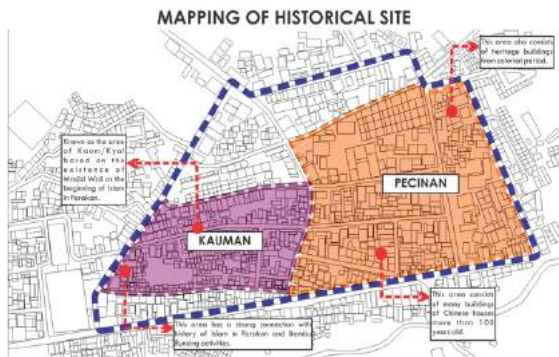 MAPPING OF HISTORICAL SITE
This area also consists
of heritage buildings
from colonial period.
Known as the area
of Kaum/Kyai
based on the
existence of
Masjid Wali as the
beginning of Islam
in Parakan.
PECINAN
KAUMAN
This area consists
of many buildings
of Chinese houses
more than 100
years old.
This area has a strong connection with
history of Islam in Parakan and Bambu
Runcing activities.